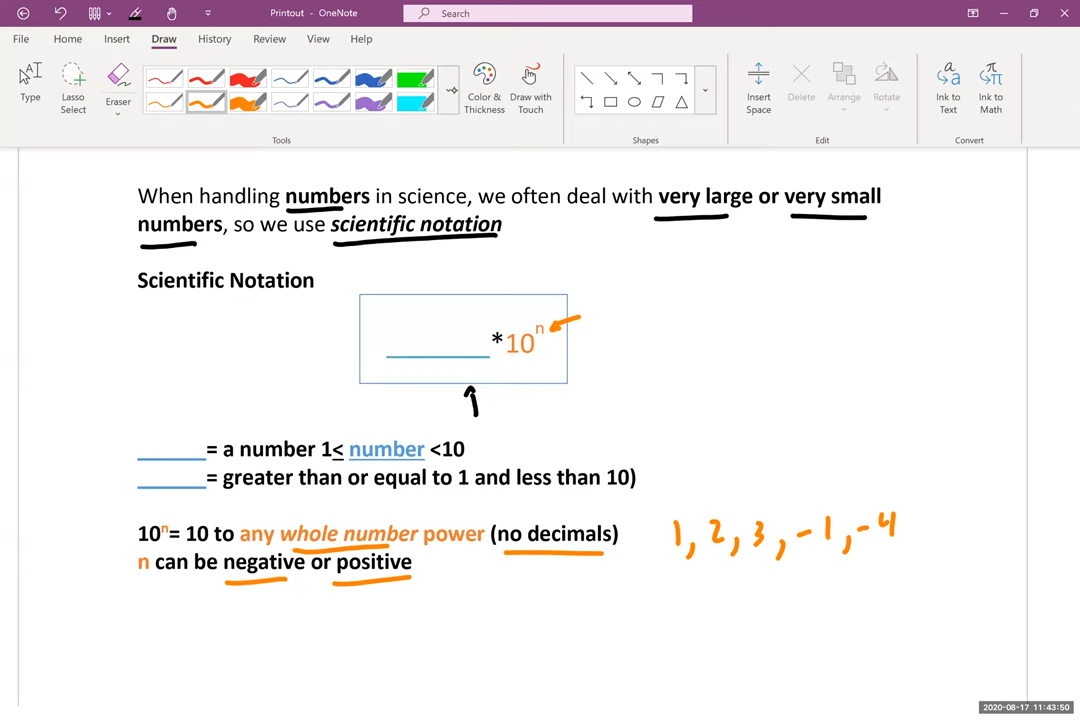 Printout - OneNote
Search
File Home Insert Draw History Review View Help
Type
Lasso Select
Eraser
Color & Thickness
Draw with Touch
Insert Space
Delete
Arrange
Rotate
Ink to Text
Ink to Math
Tools
Shapes
Edit
Convert
When handling numbers in science, we often deal with very large or very small
numbers, so we use scientific notation
Scientific Notation
________ *10ⁿ
______= a number 1≤ number <10
______= greater than or equal to 1 and less than 10)
10ⁿ= 10 to any whole number power (no decimals)
1, 2, 3, -1, -4
n can be negative or positive
2020-08-17 11:43:50